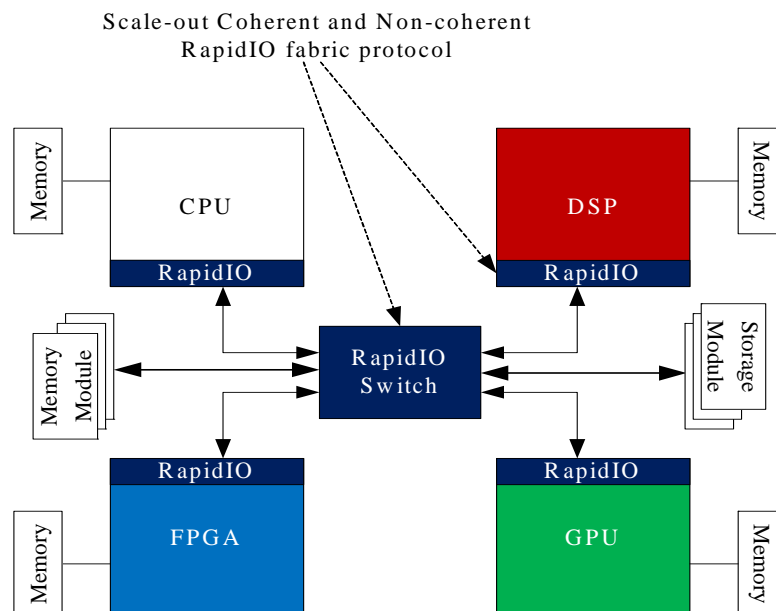 Scale-out Coherent and Non-coherent
RapidIO fabric protocol
Memory
CPU
RapidIO
DSP
RapidIO
Memory
Memory
Module
RapidIO
Switch
Storage
Module
RapidIO
FPGA
Memory
RapidIO
GPU
Memory